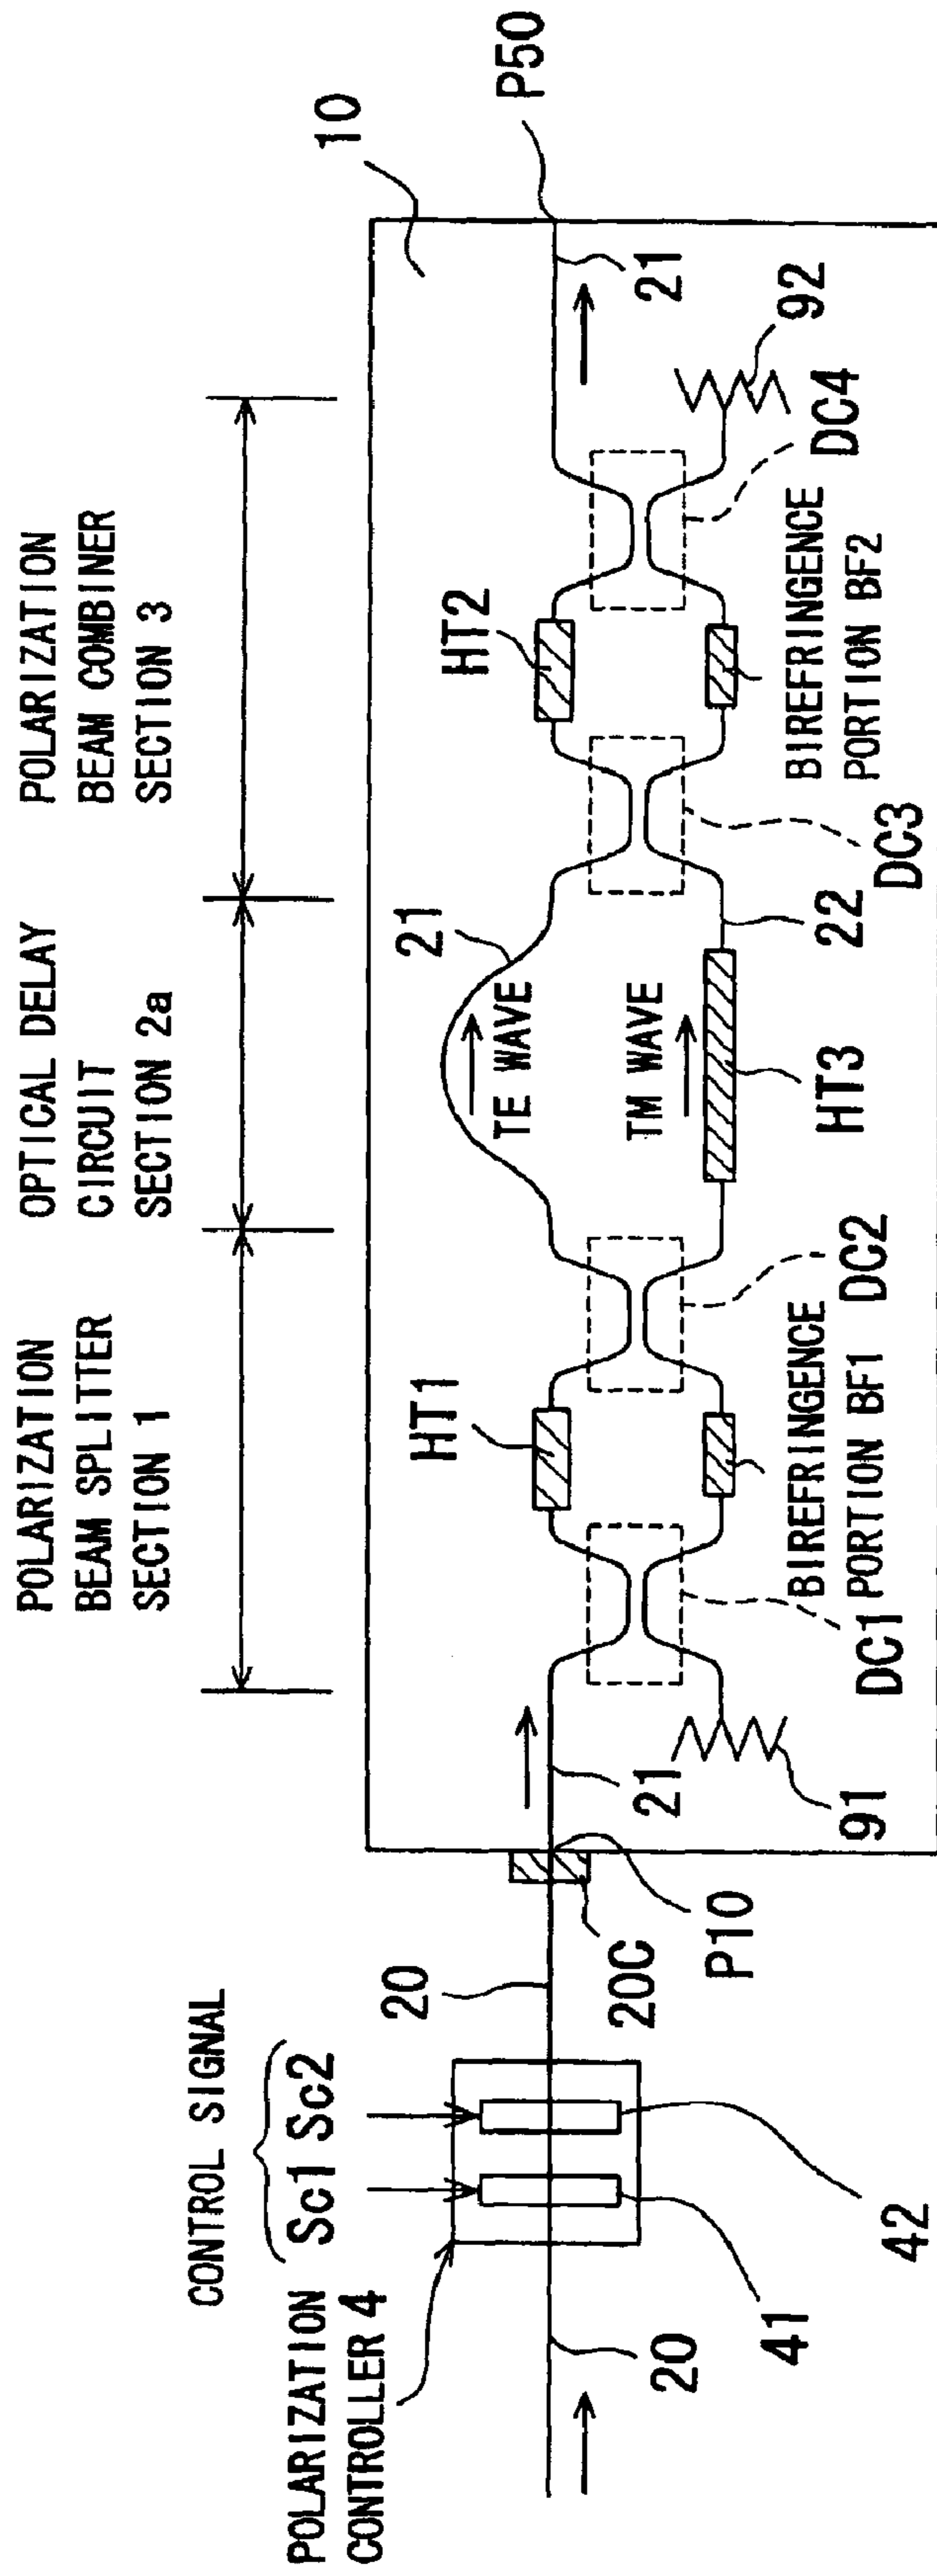 POLARIZATION
BEAM SPLITTER
SECTION 1
OPTICAL DELAY
CIRCUIT
SECTION 2a
POLARIZATION
BEAM COMBINER
SECTION 3
CONTROL SIGNAL
Sc1 Sc2
POLARIZATION
CONTROLLER 4
20
41
42
20
20C
P10
10
P50
21
91
DC1
HT1
BIREFRINGENCE
PORTION BF1
DC2
21
TE WAVE
TM WAVE
HT3
22
DC3
HT2
BIREFRINGENCE
PORTION BF2
DC4
92
21